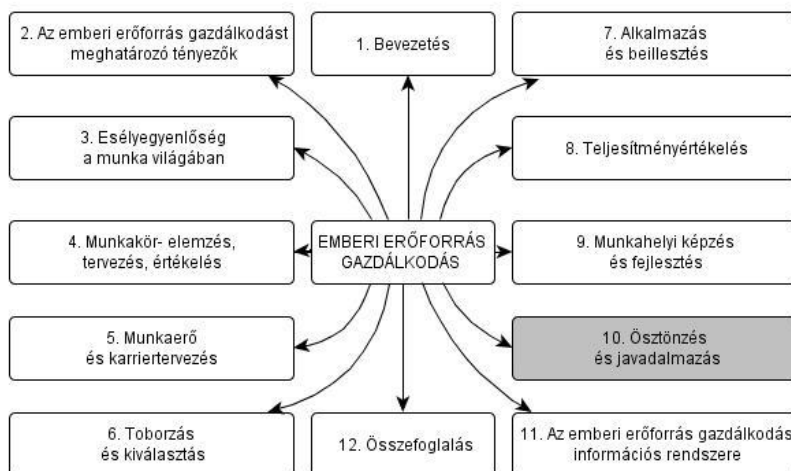 2. Az emberi erőforrás gazdálkodást
meghatározó tényezők
1. Bevezetés
7. Alkalmazás
és beillesztés
3. Esélyegyenlőség
a munka világában
8. Teljesítményértékelés
4. Munkakör- elemzés,
tervezés, értékelés
EMBERI ERŐFORRÁS
GAZDÁLKODÁS
9. Munkahelyi képzés
és fejlesztés
5. Munkaerő
és karriertervezés
10. Ösztönzés
és javadalmazás
6. Toborzás
és kiválasztás
12. Összefoglalás
11. Az emberi erőforrás gazdálkodás
információs rendszere